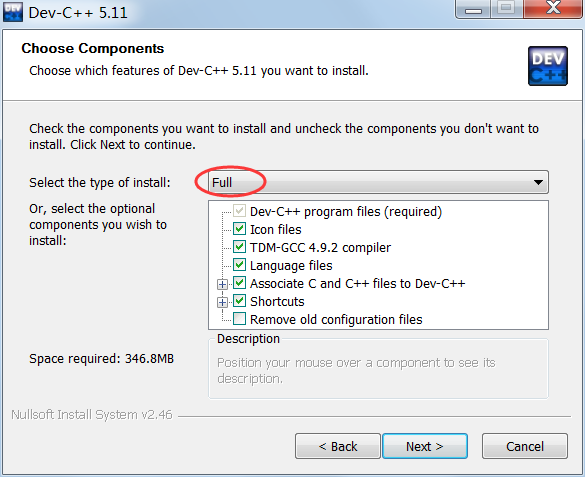 DEV
Dev-C++ 5.11
Choose Components
Choose which features of Dev-C++ 5.11 you want to install.
DEV
C++
Check the components you want to install and uncheck the components you don't want to
install. Click Next to continue.
Select the type of install:
Full
Or, select the optional
components you wish to
install:
Dev-C++ program files (required)
Icon files
TDM-GCC 4.9.2 compiler
Language files
Associate C and C++ files to Dev-C++
Shortcuts
Remove old configuration files
Space required: 346.8MB
Description
Position your mouse over a component to see its
description.
Nullsoft Install System v2.46
< Back
Next >
Cancel